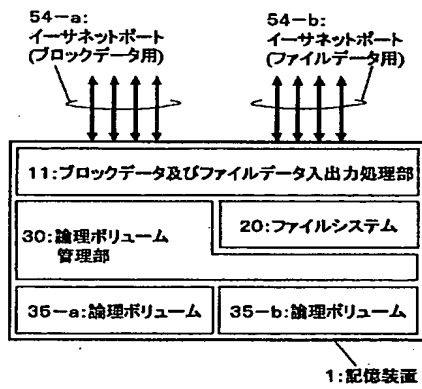 54-a:
イーサネットポート
(ブロックデータ用)
54-b:
イーサネットポート
(ファイルデータ用)
11:ブロックデータ及びファイルデータ入出力処理部
30:論理ボリューム
管理部
20:ファイルシステム
35-a:論理ボリューム
35-b:論理ボリューム
1:記憶装置